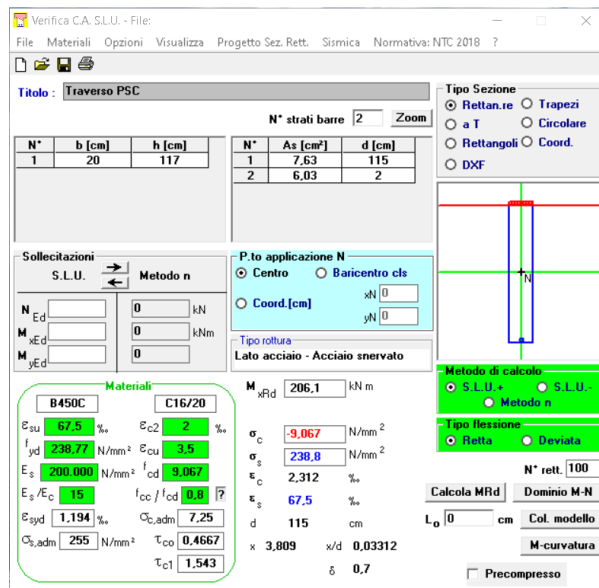 Verifica C.A. S.L.U. - File:
File Materiali Opzioni Visualizza Progetto Sez. Rett. Sismica Normativa: NTC 2018 ?
Titolo : Traverso PSC
N° strati barre 2 Zoom
N° b [cm] h [cm]
1 20 117
N° As [cm²] d [cm]
1 7,63 115
2 6,03 2
Tipo Sezione
Rettan.re Trapezi
a T Circolare
Rettangoli Coord.
DXF
N
Sollecitazioni
S.L.U. Metodo n
N Ed 0 kN
M xEd 0 kNm
M yEd 0
P.to applicazione N
Centro Baricentro cls
Coord.[cm] xN 0
yN 0
Tipo rottura
Lato acciaio - Acciaio snervato
Metodo di calcolo
S.L.U.+ S.L.U.-
Metodo n
Tipo flessione
Retta Deviata
Materiali
B450C C16/20
εsu 67,5 ‰ εc2 2 ‰
fyd 238,77 N/mm² εcu 3,5
Es 200.000 N/mm² fcd 9,067
Es/Ec 15 fcc / fcd 0,8 ?
εsyd 1,194 ‰ σc,adm 7,25
σs,adm 255 N/mm² τco 0,4667
τc1 1,543
M xRd 206,1 kN m
σc -9,067 N/mm²
σs 238,8 N/mm²
εc 2,312 ‰
εs 67,5 ‰
d 115 cm
x 3,809 x/d 0,03312
δ 0,7
N° rett. 100
Calcola MRd Dominio M-N
Lo 0 cm Col. modello
M-curvatura
Precompresso